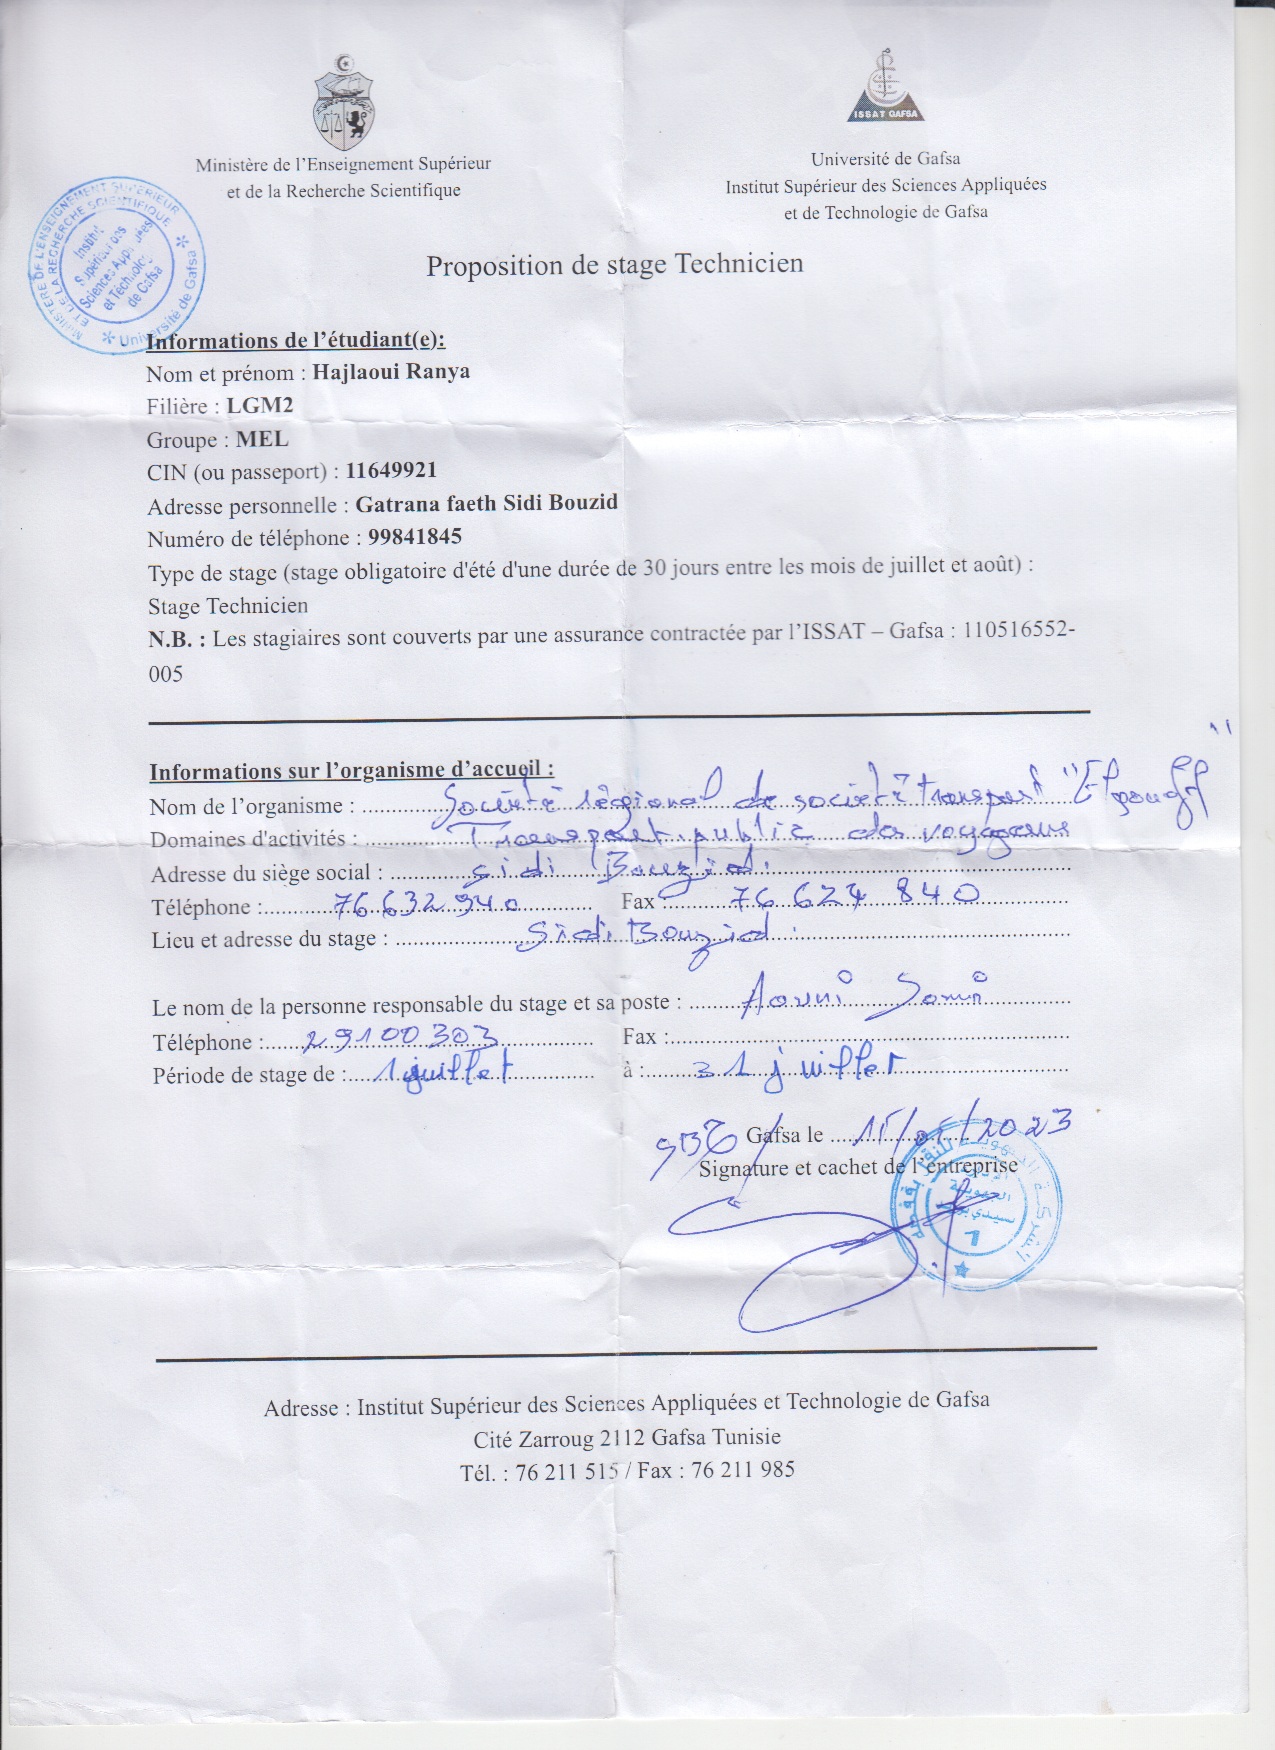 ISSAT GAFSA
Ministère de l'Enseignement Supérieur
et de la Recherche Scientifique
Université de Gafsa
Institut Supérieur des Sciences Appliquées
et de Technologie de Gafsa
MINISTERE DE L'ENSEIGNEMENT SUPERIEUR
ET DE LA RECHERCHE SCIENTIFIQUE
Université de Gafsa
Institut
Supérieur des
Sciences Appliquées
et Technologie
de Gafsa
Proposition de stage Technicien
Informations de l'étudiant(e):
Nom et prénom : Hajlaoui Ranya
Filière : LGM2
Groupe : MEL
CIN (ou passeport) : 11649921
Adresse personnelle : Gatrana faeth Sidi Bouzid
Numéro de téléphone : 99841845
Type de stage (stage obligatoire d'été d'une durée de 30 jours entre les mois de juillet et août) :
Stage Technicien
N.B. : Les stagiaires sont couverts par une assurance contractée par l'ISSAT – Gafsa : 110516552-
005
Informations sur l'organisme d'accueil :
Nom de l'organisme : Société régional de société transport
Domaines d'activités : Transport public des voyageurs
Adresse du siège social : sidi Bouzid
Téléphone : 76 632 940 Fax : 76 624 840
Lieu et adresse du stage : Sidi Bouzid
Le nom de la personne responsable du stage et sa poste : Aouni Sami
Téléphone : 29100303 Fax :
Période de stage de : 1 juillet à : 31 juillet
Gafsa le 2023
Signature et cachet de l'entreprise
الجهوية
1
Adresse : Institut Supérieur des Sciences Appliquées et Technologie de Gafsa
Cité Zarroug 2112 Gafsa Tunisie
Tél. : 76 211 515 / Fax : 76 211 985